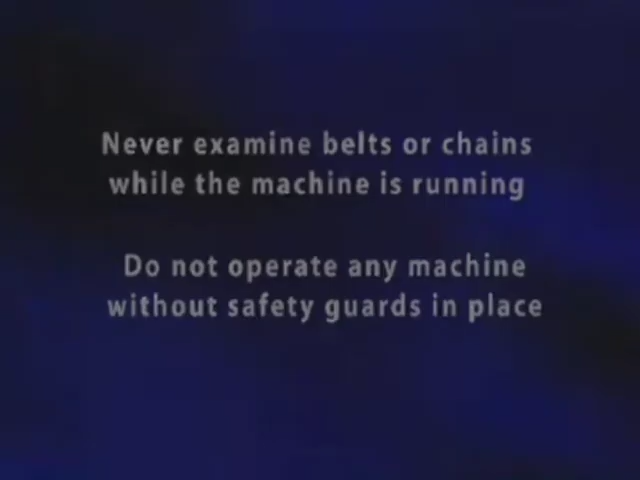 Never examine belts or chains
while the machine is running
Do not operate any machine
without safety guards in place